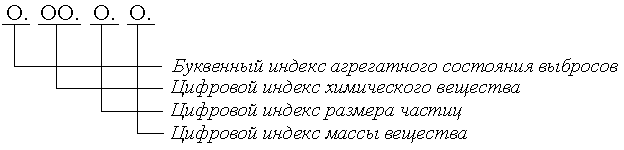 О. ОО. О. О.
Буквенный индекс агрегатного состояния выбросов
Цифровой индекс химического вещества
Цифровой индекс размера частиц
Цифровой индекс массы вещества